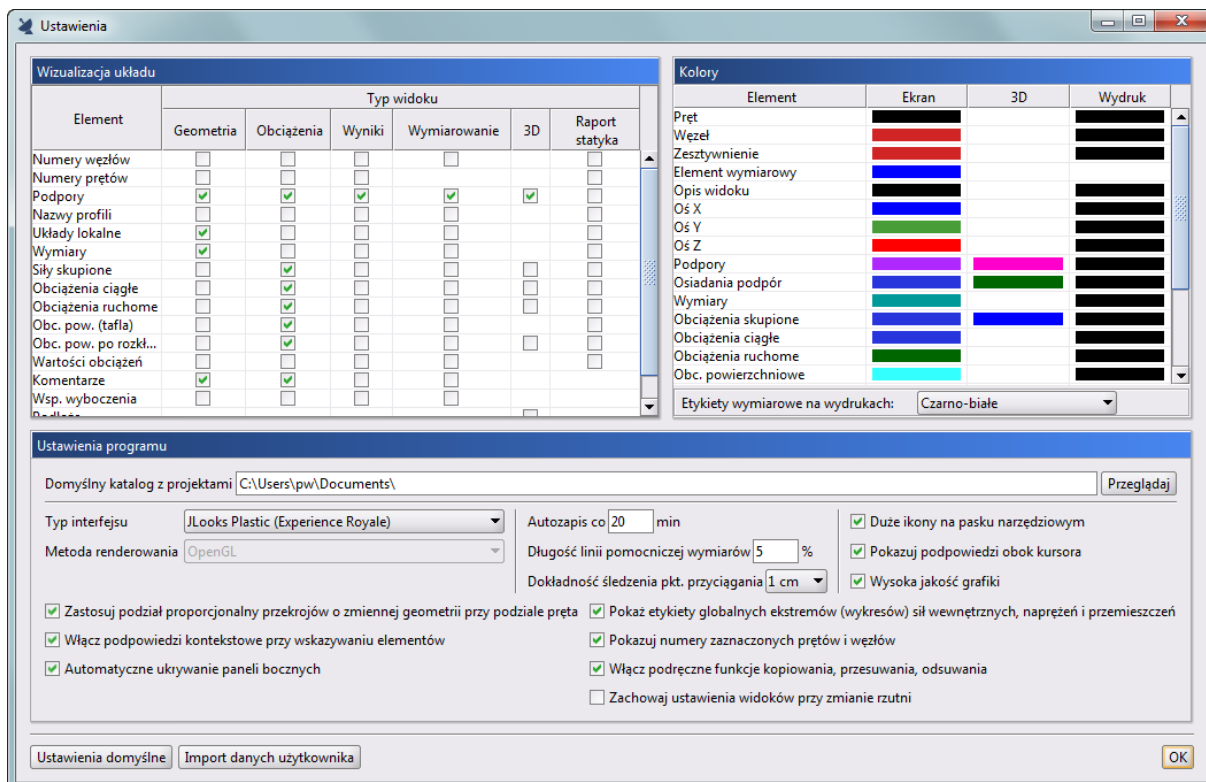 Ustawienia
Wizualizacja układu
Element
Typ widoku
Geometria Obciążenia Wyniki Wymiarowanie 3D Raport statyka
Numery węzłów
Numery prętów
Podpory
Nazwy profili
Układy lokalne
Wymiary
Siły skupione
Obciążenia ciągłe
Obciążenia ruchome
Obc. pow. (tafla)
Obc. pow. po rozkł...
Wartości obciążeń
Komentarze
Wsp. wyboczenia
Kolory
Element Ekran 3D Wydruk
Pręt
Węzeł
Zesztywnienie
Element wymiarowy
Opis widoku
Oś X
Oś Y
Oś Z
Podpory
Osiadania podpór
Wymiary
Obciążenia skupione
Obciążenia ciągłe
Obciążenia ruchome
Obc. powierzchniowe
Etykiety wymiarowe na wydrukach: Czarno-białe
Ustawienia programu
Domyślny katalog z projektami C:\Users\pw\Documents\ Przeglądaj
Typ interfejsu JLooks Plastic (Experience Royale)
Metoda renderowania OpenGL
Autozapis co 20 min
Długość linii pomocniczej wymiarów 5 %
Dokładność śledzenia pkt. przyciągania 1 cm
Duże ikony na pasku narzędziowym
Pokazuj podpowiedzi obok kursora
Wysoka jakość grafiki
Zastosuj podział proporcjonalny przekrojów o zmiennej geometrii przy podziale pręta
Włącz podpowiedzi kontekstowe przy wskazywaniu elementów
Automatyczne ukrywanie paneli bocznych
Pokaż etykiety globalnych ekstremów (wykresów) sił wewnętrznych, naprężeń i przemieszczeń
Pokazuj numery zaznaczonych prętów i węzłów
Włącz podręczne funkcje kopiowania, przesuwania, odsuwania
Zachowaj ustawienia widoków przy zmianie rzutni
Ustawienia domyślne Import danych użytkownika OK